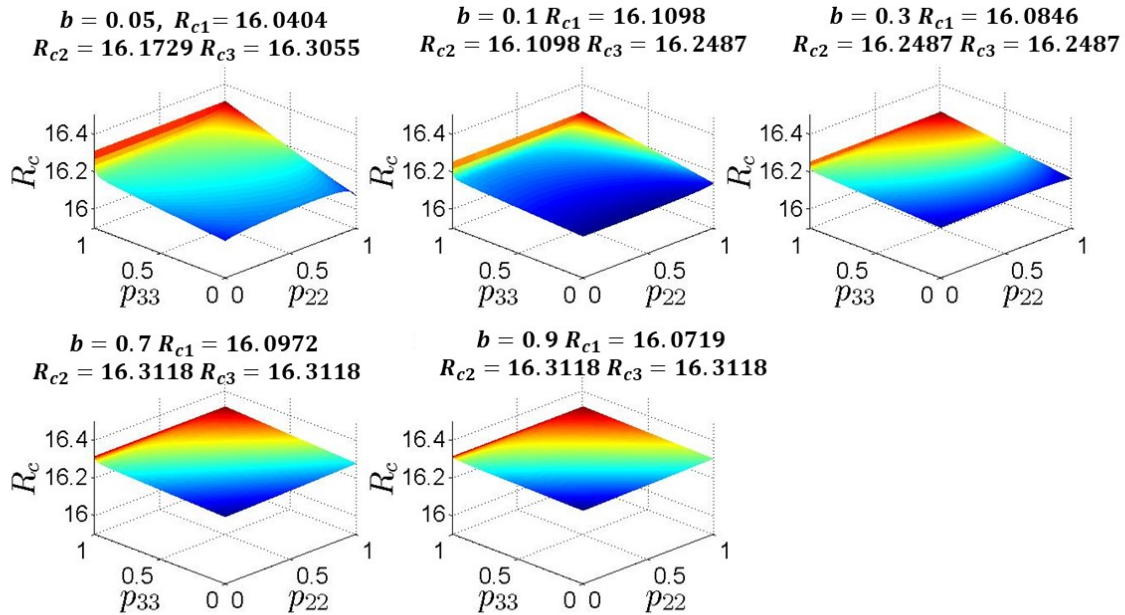 b = 0.05, R_c1 = 16.0404
R_c2 = 16.1729 R_c3 = 16.3055
16.4
16.2
16
R_c
1
0.5
0
p_33
0
0.5
1
p_22
b = 0.1 R_c1 = 16.1098
R_c2 = 16.1098 R_c3 = 16.2487
16.4
16.2
16
R_c
1
0.5
0
p_33
0
0.5
1
p_22
b = 0.3 R_c1 = 16.0846
R_c2 = 16.2487 R_c3 = 16.2487
16.4
16.2
16
R_c
1
0.5
0
p_33
0
0.5
1
p_22
b = 0.7 R_c1 = 16.0972
R_c2 = 16.3118 R_c3 = 16.3118
16.4
16.2
16
R_c
1
0.5
0
p_33
0
0.5
1
p_22
b = 0.9 R_c1 = 16.0719
R_c2 = 16.3118 R_c3 = 16.3118
16.4
16.2
16
R_c
1
0.5
0
p_33
0
0.5
1
p_22